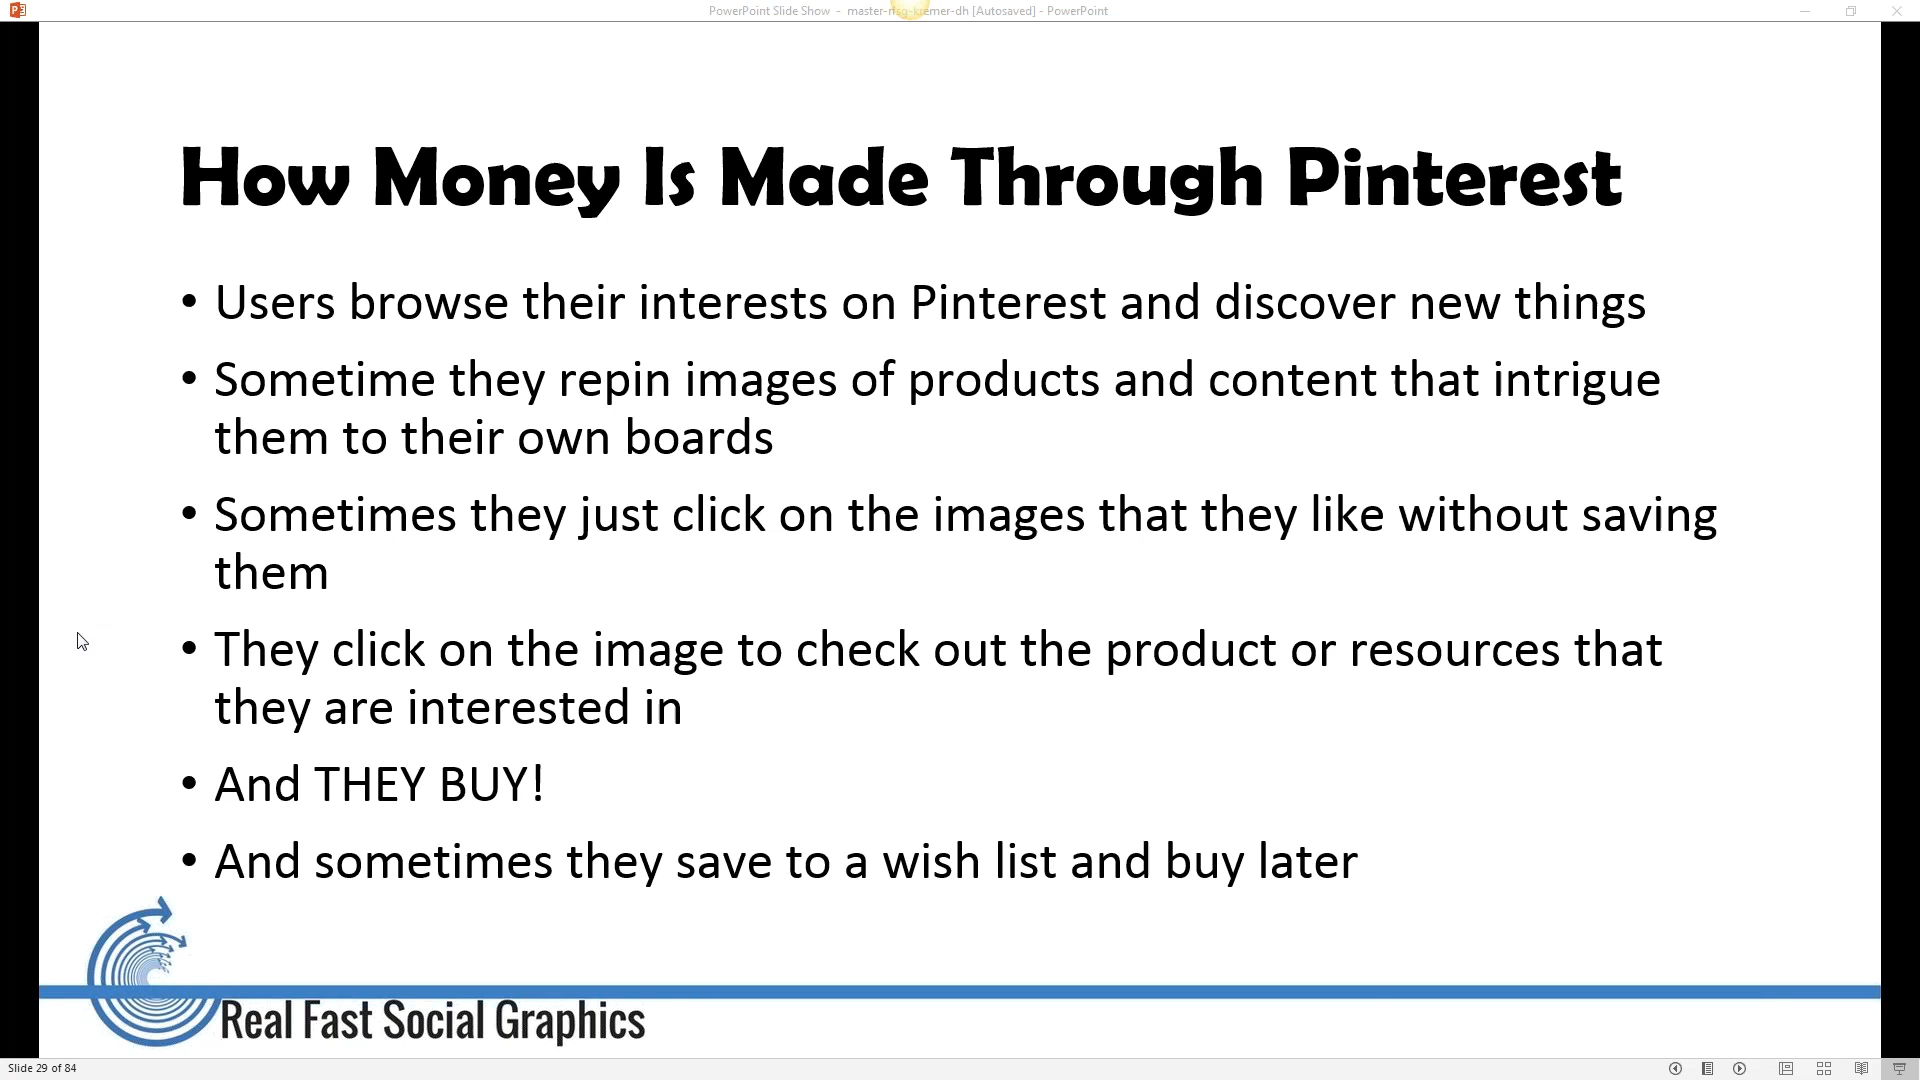 PowerPoint Slide Show - master-rfsg-kremer-dh [Autosaved] - PowerPoint
How Money Is Made Through Pinterest
• Users browse their interests on Pinterest and discover new things
• Sometime they repin images of products and content that intrigue
them to their own boards
• Sometimes they just click on the images that they like without saving
them
• They click on the image to check out the product or resources that
they are interested in
• And THEY BUY!
• And sometimes they save to a wish list and buy later
Real Fast Social Graphics
Slide 29 of 84